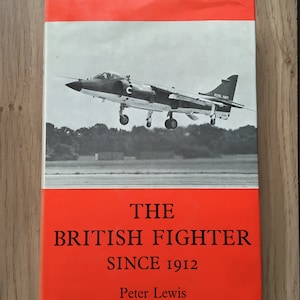 THE
BRITISH FIGHTER
SINCE 1912
Peter Lewis